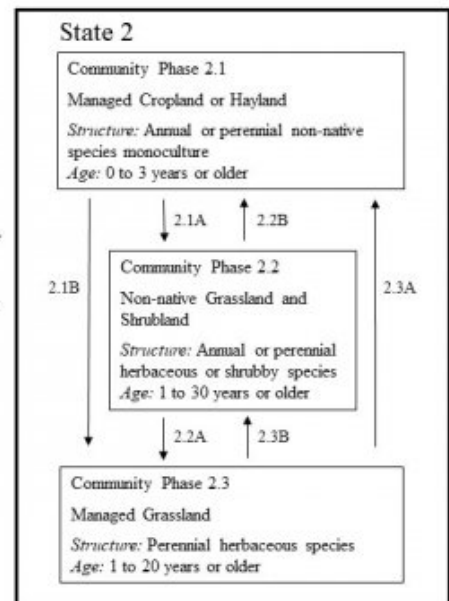 State 2
Community Phase 2.1
Managed Cropland or Hayland
Structure: Annual or perennial non-native
species monoculture
Age: 0 to 3 years or older
2.1A
2.2B
2.1B
2.3A
Community Phase 2.2
Non-native Grassland and
Shrubland
Structure: Annual or perennial
herbaceous or shrubby species
Age: 1 to 30 years or older
2.2A
2.3B
Community Phase 2.3
Managed Grassland
Structure: Perennial herbaceous species
Age: 1 to 20 years or older